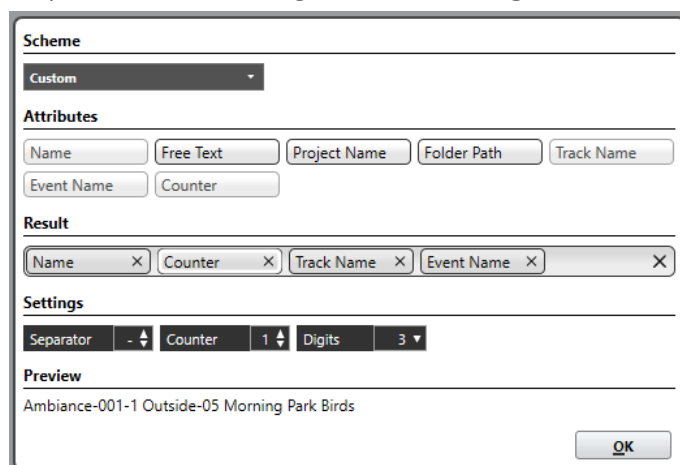 Scheme
Custom
Attributes
Name Free Text Project Name Folder Path Track Name
Event Name Counter
Result
Name × Counter × Track Name × Event Name × ×
Settings
Separator - Counter 1 Digits 3
Preview
Ambiance-001-1 Outside-05 Morning Park Birds
OK